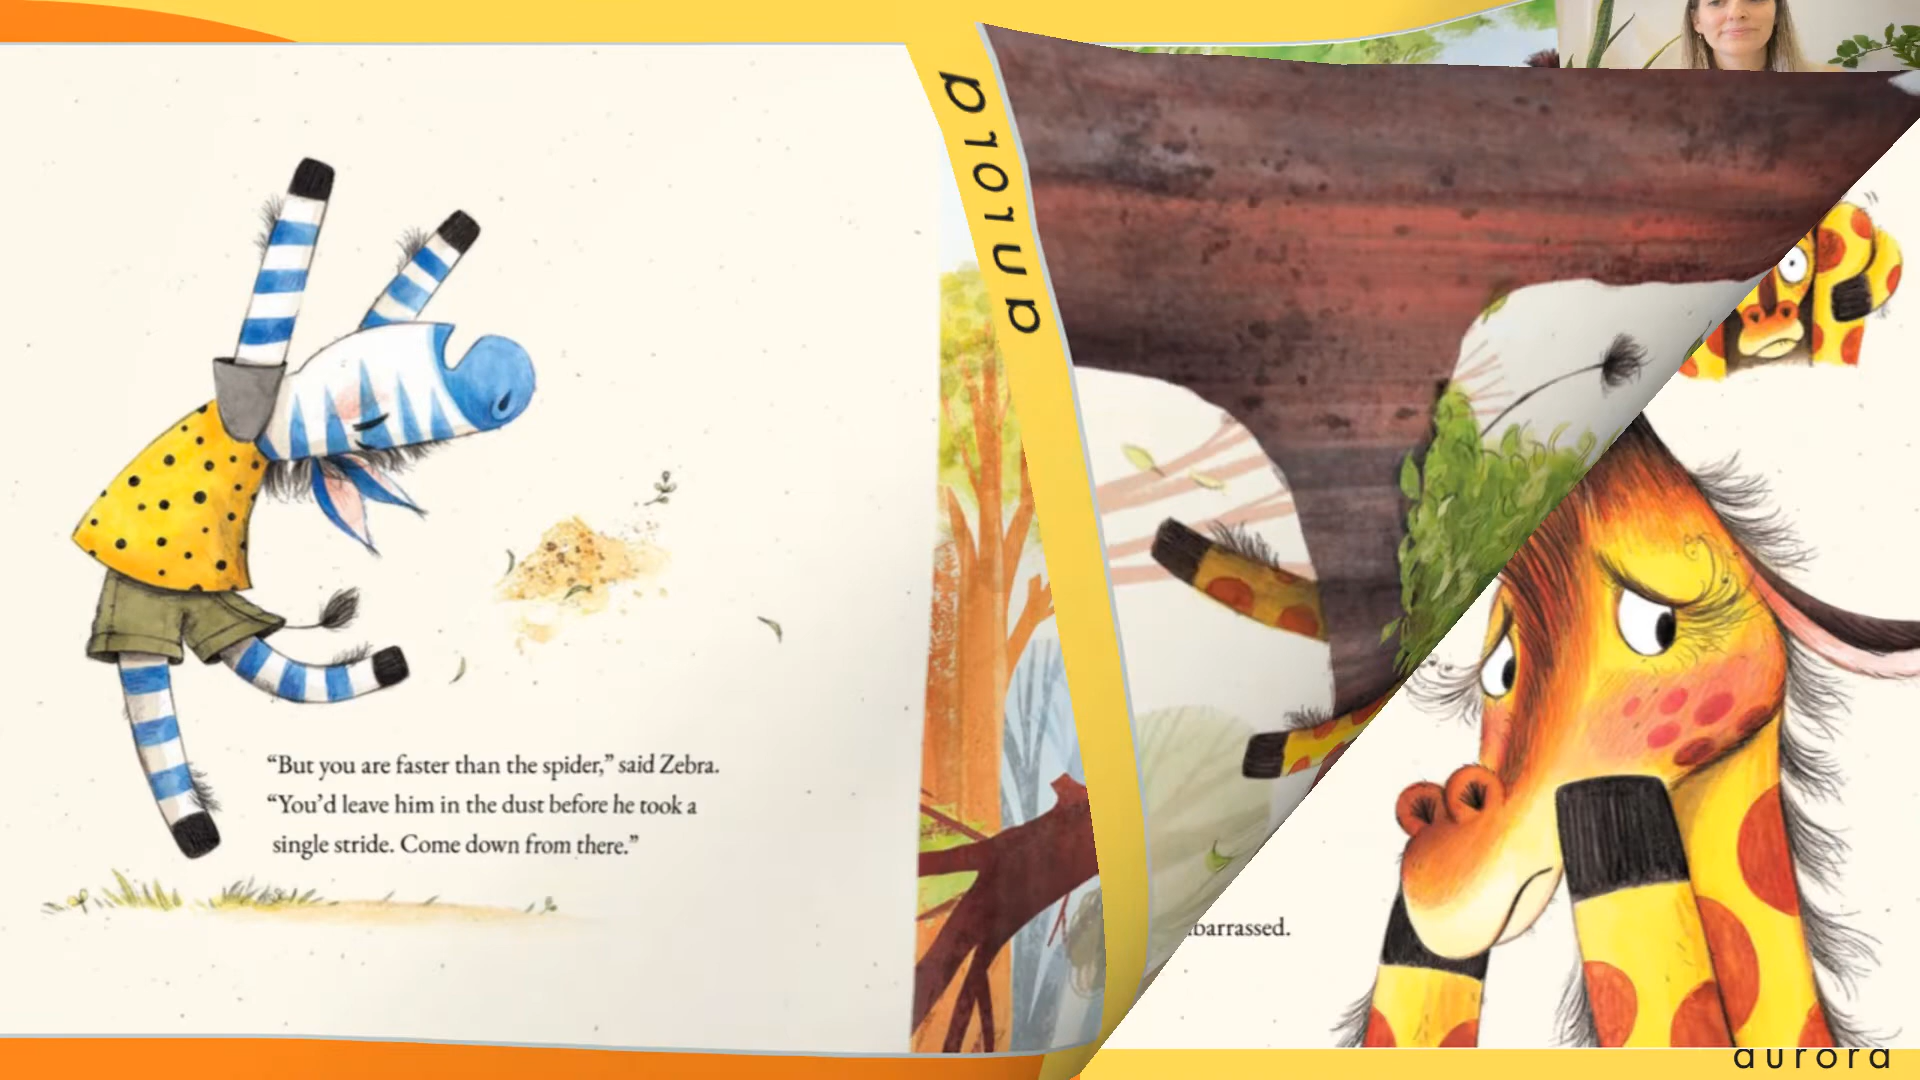 “But you are faster than the spider,” said Zebra.
“You’d leave him in the dust before he took a
single stride. Come down from there.”
barrassed.
aurora
aurora